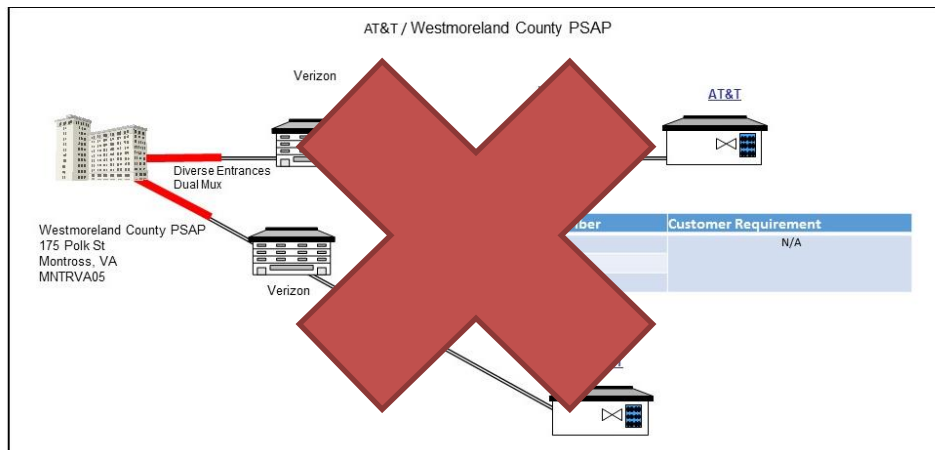 AT&T / Westmoreland County PSAP
Verizon
AT&T
Diverse Entrances
Dual Mux
Westmoreland County PSAP
175 Polk St
Montross, VA
MNTRVA05
Customer Requirement
N/A
Verizon